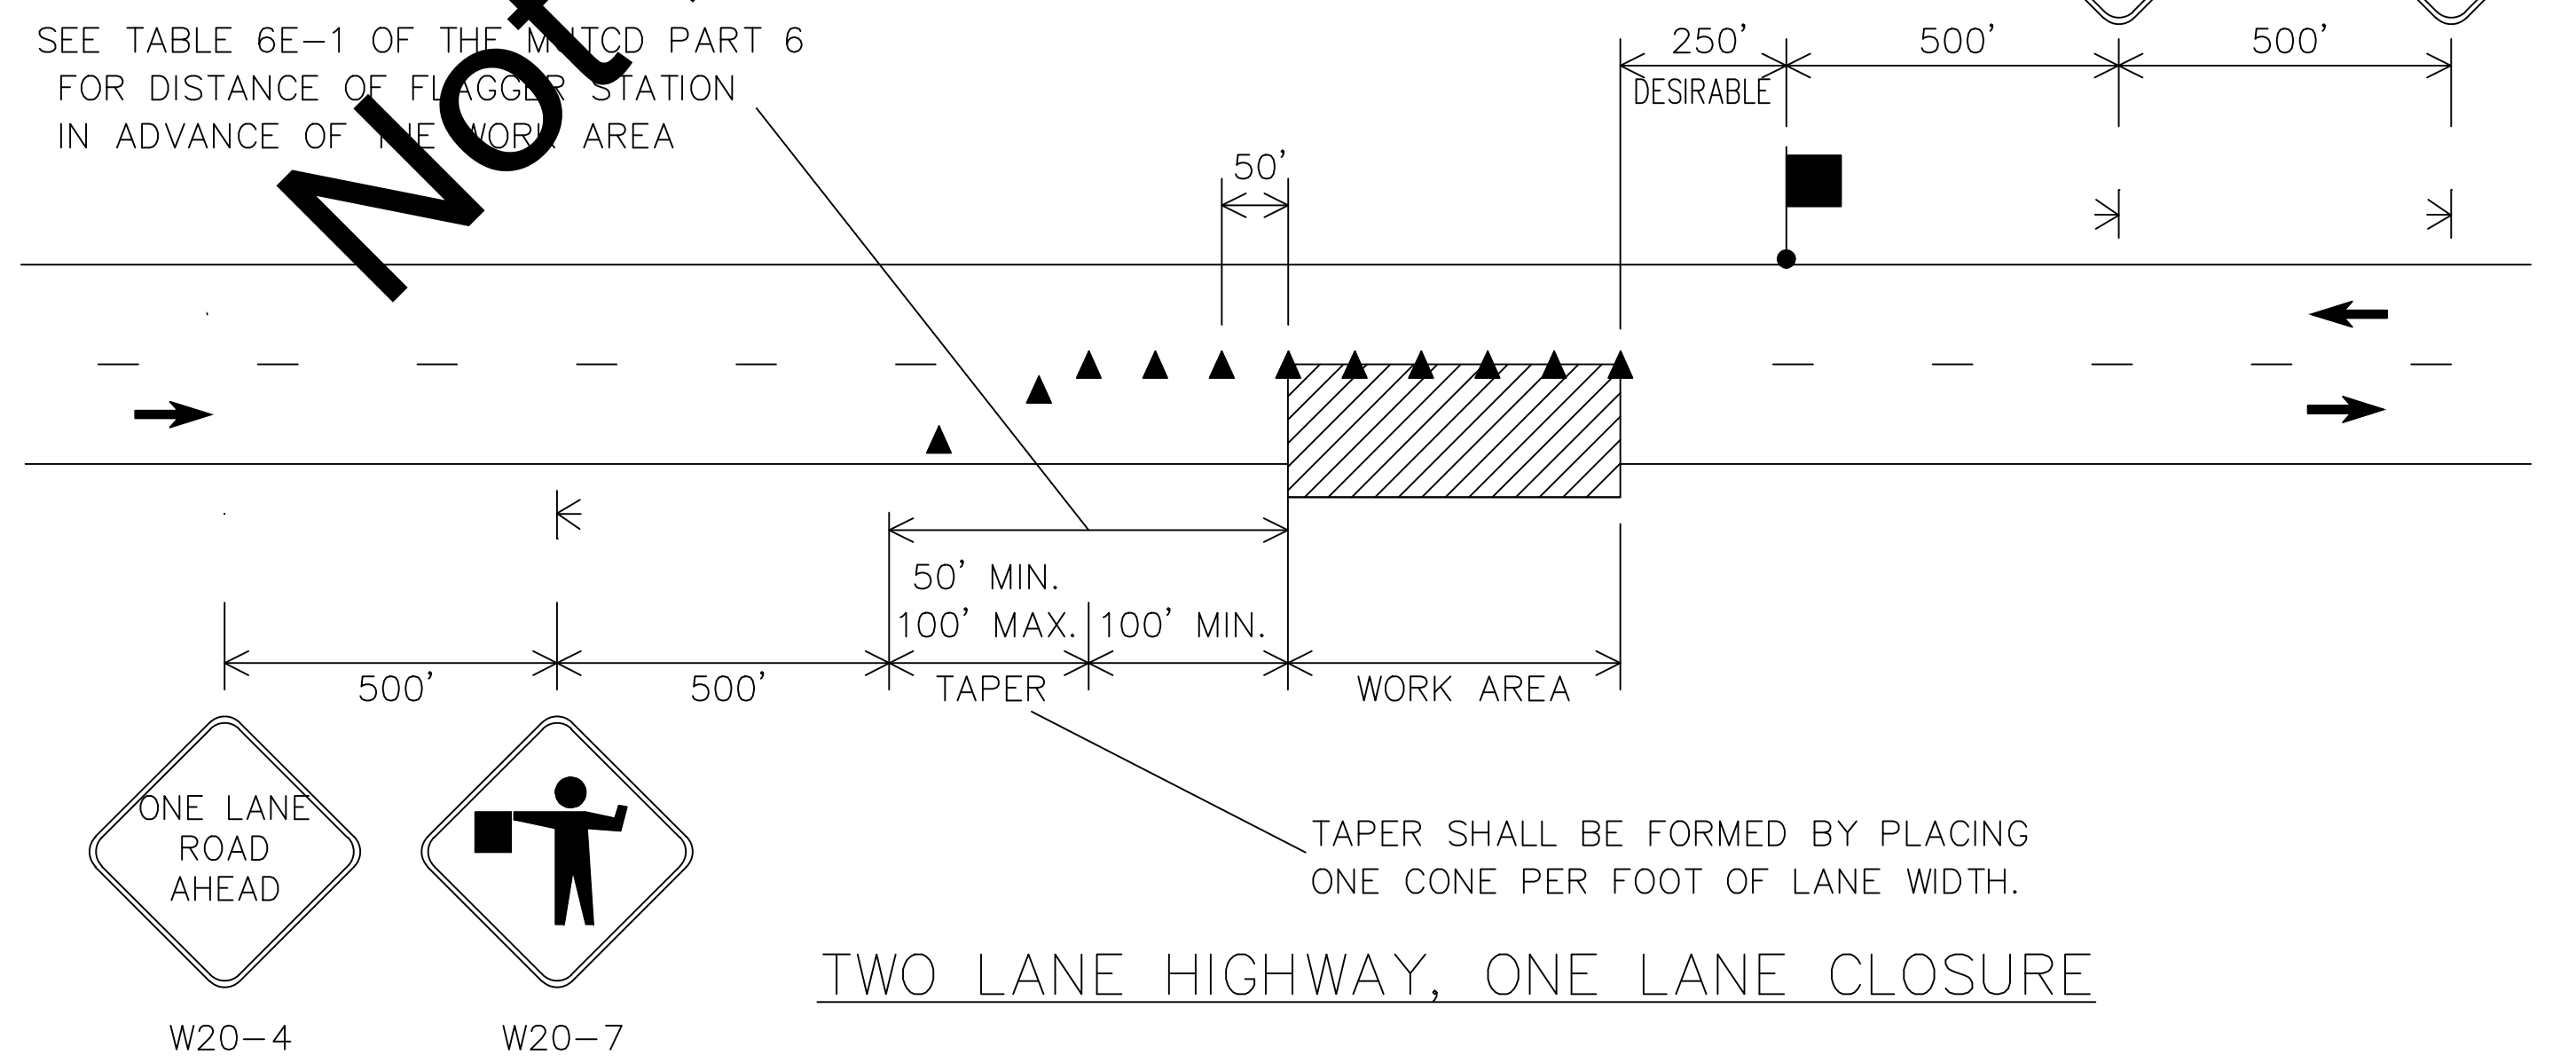 SEE TABLE 6E-1 OF THE MUTCD PART 6
FOR DISTANCE OF FLAGGER STATION
IN ADVANCE OF THE WORK AREA
Not
250'
DESIRABLE
500'
500'
50'
50' MIN.
100' MAX.
100' MIN.
500'
500'
TAPER
WORK AREA
ONE LANE
ROAD
AHEAD
TAPER SHALL BE FORMED BY PLACING
ONE CONE PER FOOT OF LANE WIDTH.
TWO LANE HIGHWAY, ONE LANE CLOSURE
W20-4
W20-7